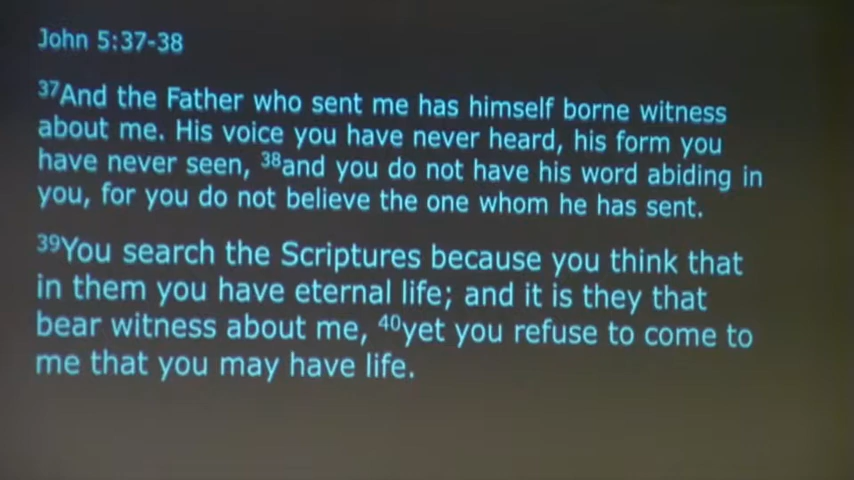 John 5:37-38
³⁷And the Father who sent me has himself borne witness
about me. His voice you have never heard, his form you
have never seen, ³⁸and you do not have his word abiding in
you, for you do not believe the one whom he has sent.
³⁹You search the Scriptures because you think that
in them you have eternal life; and it is they that
bear witness about me, ⁴⁰yet you refuse to come to
me that you may have life.